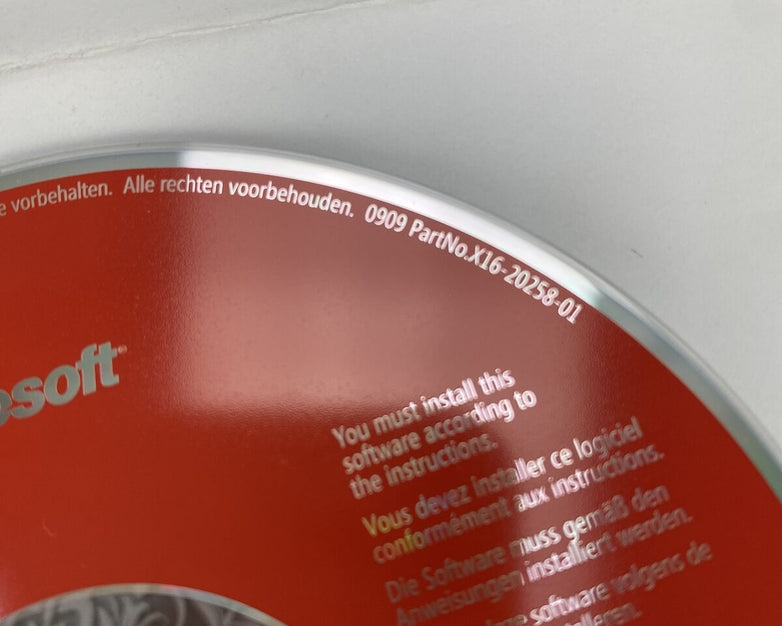 vorbehalten. Alle rechten voorbehouden. 0909 PartNo.X16-20258-01
soft™
You must install this
software according to
the instructions.
Vous devez installer ce logiciel
conformément aux instructions.
Die Software muss gemäß den
Anweisungen installiert werden.
software volgens de